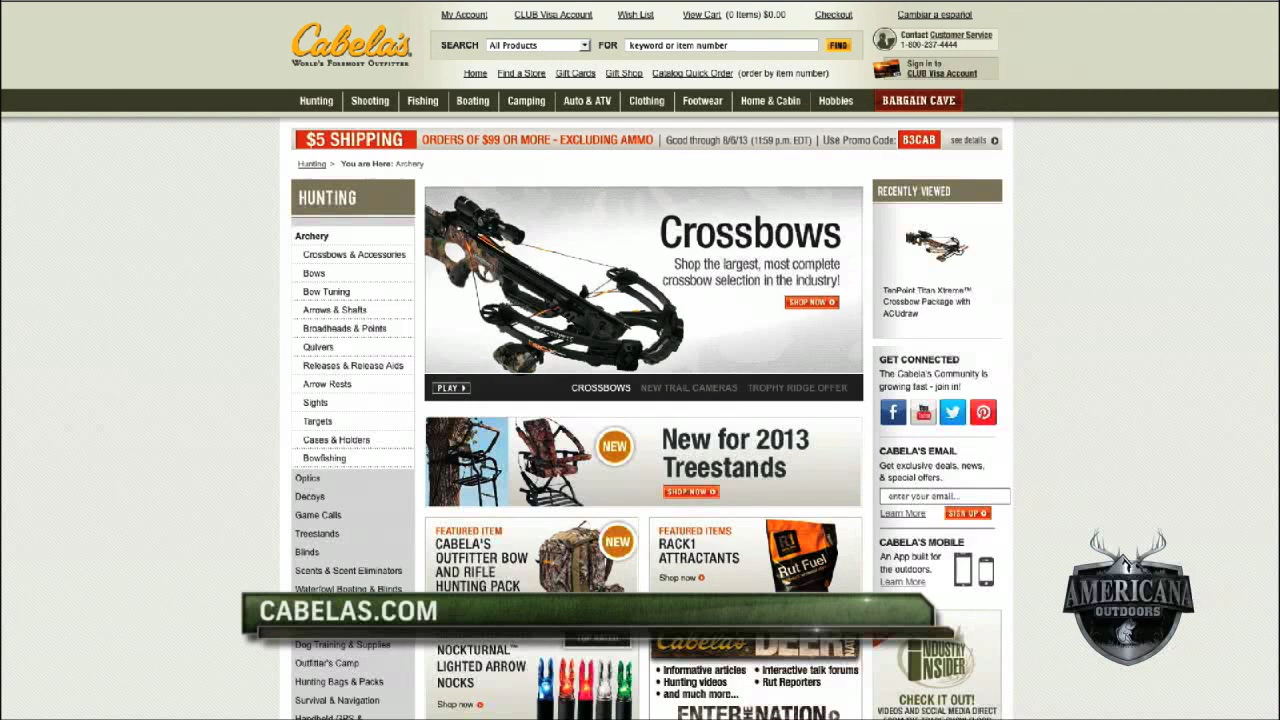 My Account CLUB Visa Account Wish List View Cart (0 Items) $0.00 Checkout Cambiar a español
Cabela's
WORLD'S FOREMOST OUTFITTER
SEARCH All Products FOR keyword or item number FIND
Contact Customer Service
1-800-237-4444
Home Find a Store Gift Cards Gift Shop Catalog Quick Order (order by item number)
Sign in to
CLUB Visa Account
Hunting Shooting Fishing Boating Camping Auto & ATV Clothing Footwear Home & Cabin Hobbies BARGAIN CAVE
$5 SHIPPING ORDERS OF $99 OR MORE - EXCLUDING AMMO | Good through 8/6/13 (11:59 p.m. EDT) | Use Promo Code: 83CAB see details
Hunting > You are Here: Archery
HUNTING
Archery
Crossbows & Accessories
Bows
Bow Tuning
Arrows & Shafts
Broadheads & Points
Quivers
Releases & Release Aids
Arrow Rests
Sights
Targets
Cases & Holders
Bowfishing
Optics
Decoys
Game Calls
Treestands
Blinds
Scents & Scent Eliminators
Waterfowl Boating & Blinds
Dog Training & Supplies
Outfitter's Camp
Hunting Bags & Packs
Survival & Navigation
Handheld GPS &
Crossbows
Shop the largest, most complete
crossbow selection in the industry!
SHOP NOW
PLAY CROSSBOWS NEW TRAIL CAMERAS TROPHY RIDGE OFFER
NEW
New for 2013
Treestands
SHOP NOW
FEATURED ITEM
CABELA'S
OUTFITTER BOW
AND RIFLE
HUNTING PACK
NEW
FEATURED ITEMS
RACK1
ATTRACTANTS
Shop now
R1
Rut Fuel
NOCKTURNAL™
LIGHTED ARROW
NOCKS
Shop now
Cabela's
DEER
• Informative articles
• Hunting videos
• and much more...
• Interactive talk forums
• Rut Reporters
ENTER THE NATION
RECENTLY VIEWED
TenPoint Titan Xtreme™
Crossbow Package with
ACUdraw
GET CONNECTED
The Cabela's Community is
growing fast - join in!
CABELA'S EMAIL
Get exclusive deals, news,
& special offers.
enter your email...
Learn More SIGN UP
CABELA'S MOBILE
An App built for
the outdoors.
Learn More
INDUSTRY
INSIDER
CHECK IT OUT!
VIDEOS AND SOCIAL MEDIA DIRECT
CABELAS.COM
AMERICANA
OUTDOORS